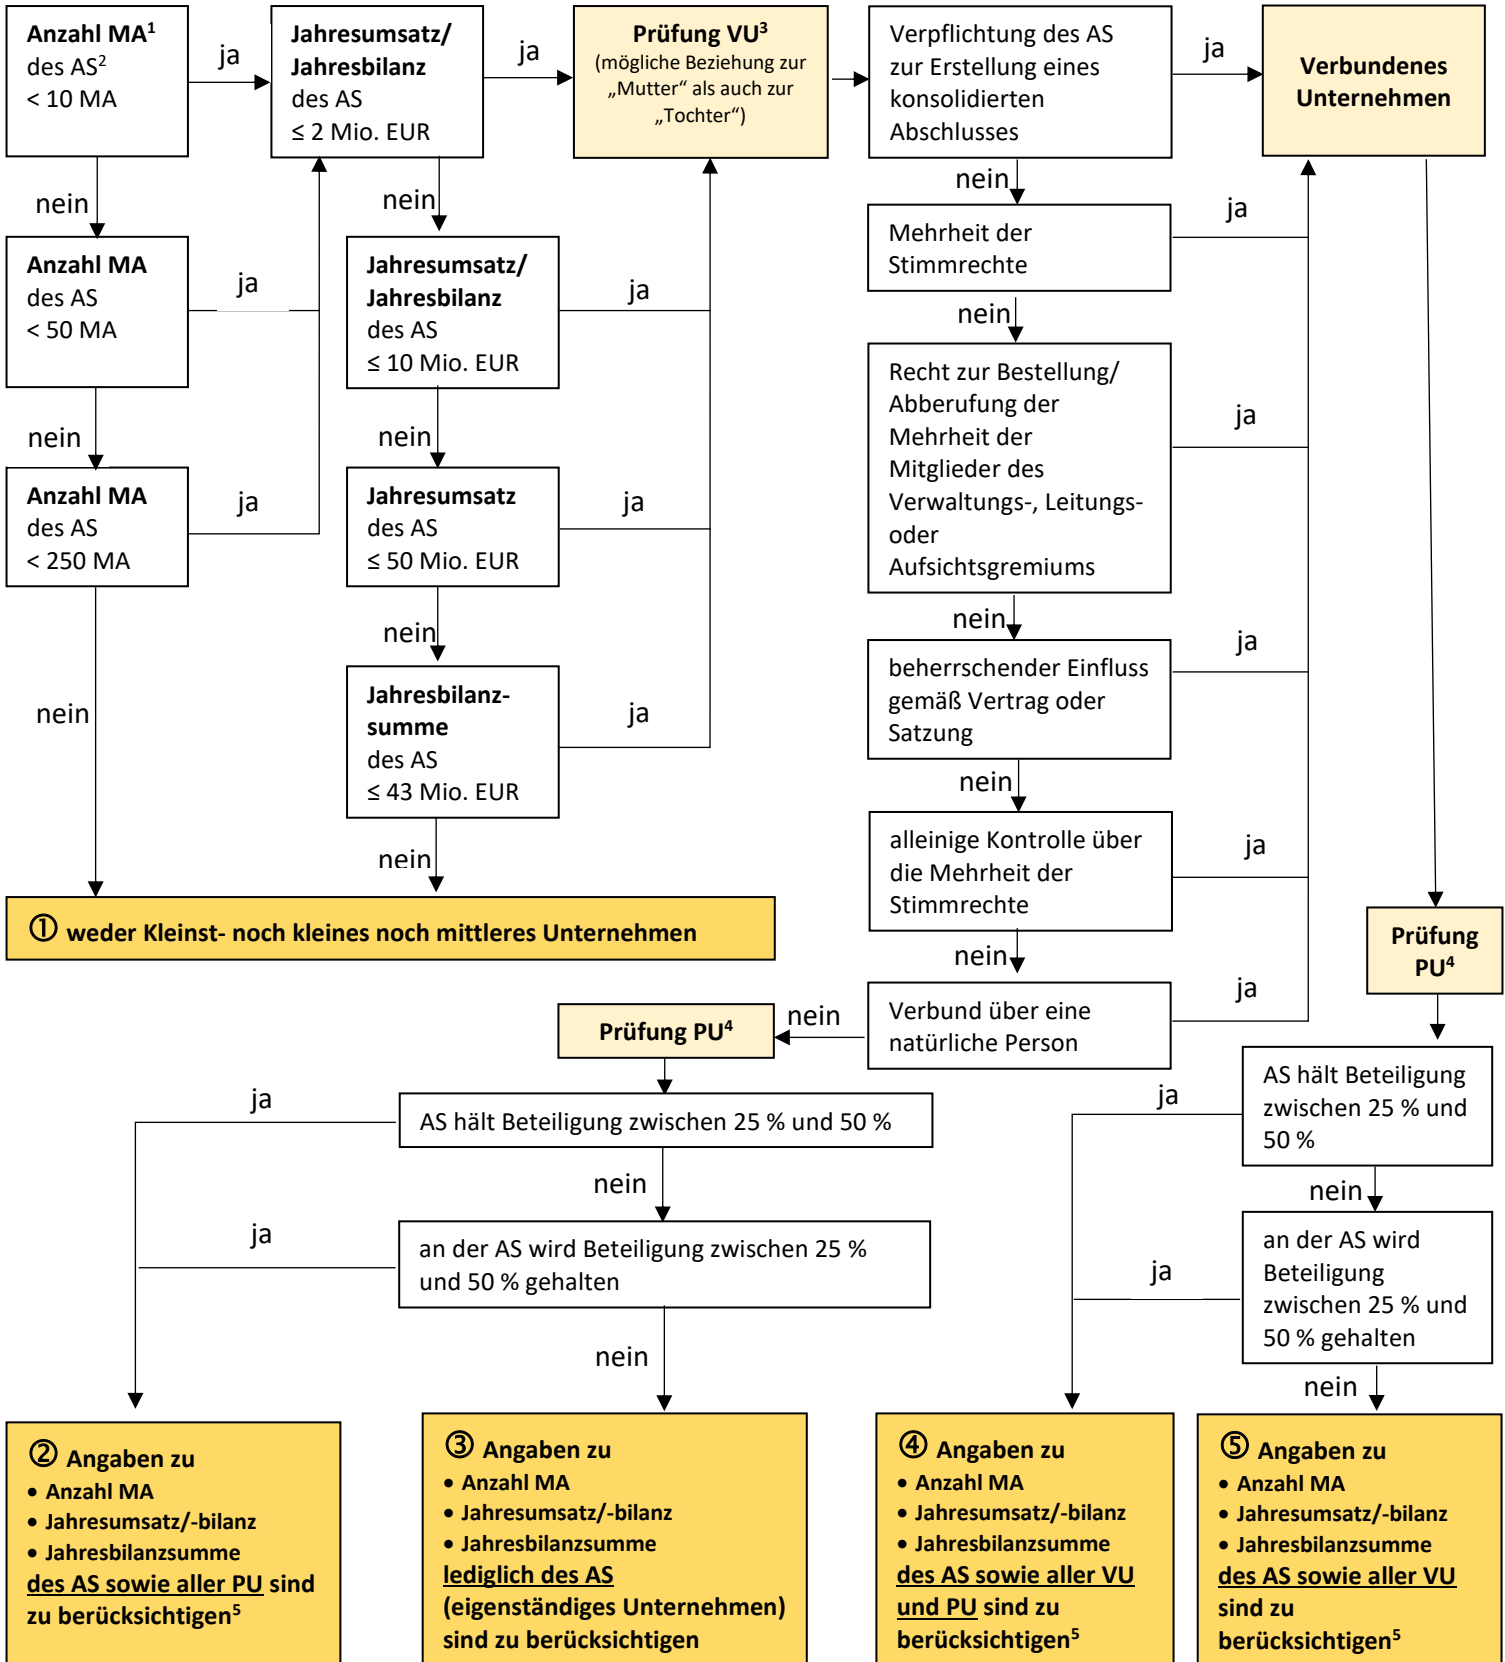 Anzahl MA¹
des AS²
< 10 MA
ja
Jahresumsatz/
Jahresbilanz
des AS
≤ 2 Mio. EUR
ja
Prüfung VU³
(mögliche Beziehung zur
„Mutter“ als auch zur
„Tochter“)
Verpflichtung des AS
zur Erstellung eines
konsolidierten
Abschlusses
ja
Verbundenes
Unternehmen
nein
nein
nein
Anzahl MA
des AS
< 50 MA
ja
Jahresumsatz/
Jahresbilanz
des AS
≤ 10 Mio. EUR
ja
Mehrheit der
Stimmrechte
ja
nein
nein
nein
Recht zur Bestellung/
Abberufung der
Mehrheit der
Mitglieder des
Verwaltungs-, Leitungs-
oder
Aufsichtsgremiums
ja
Anzahl MA
des AS
< 250 MA
ja
Jahresumsatz
des AS
≤ 50 Mio. EUR
ja
nein
nein
nein
Jahresbilanz-
summe
des AS
≤ 43 Mio. EUR
ja
beherrschender Einfluss
gemäß Vertrag oder
Satzung
ja
nein
nein
alleinige Kontrolle über
die Mehrheit der
Stimmrechte
ja
① weder Kleinst- noch kleines noch mittleres Unternehmen
nein
Verbund über eine
natürliche Person
ja
nein
Prüfung PU⁴
Prüfung
PU⁴
AS hält Beteiligung zwischen 25 % und 50 %
ja
nein
an der AS wird Beteiligung zwischen 25 %
und 50 % gehalten
ja
nein
AS hält Beteiligung
zwischen 25 % und
50 %
ja
nein
an der AS wird
Beteiligung
zwischen 25 % und
50 % gehalten
ja
nein
② Angaben zu
• Anzahl MA
• Jahresumsatz/-bilanz
• Jahresbilanzsumme
des AS sowie aller PU sind
zu berücksichtigen⁵
③ Angaben zu
• Anzahl MA
• Jahresumsatz/-bilanz
• Jahresbilanzsumme
lediglich des AS
(eigenständiges Unternehmen)
sind zu berücksichtigen
④ Angaben zu
• Anzahl MA
• Jahresumsatz/-bilanz
• Jahresbilanzsumme
des AS sowie aller VU
und PU sind zu
berücksichtigen⁵
⑤ Angaben zu
• Anzahl MA
• Jahresumsatz/-bilanz
• Jahresbilanzsumme
des AS sowie aller VU
sind zu
berücksichtigen⁵